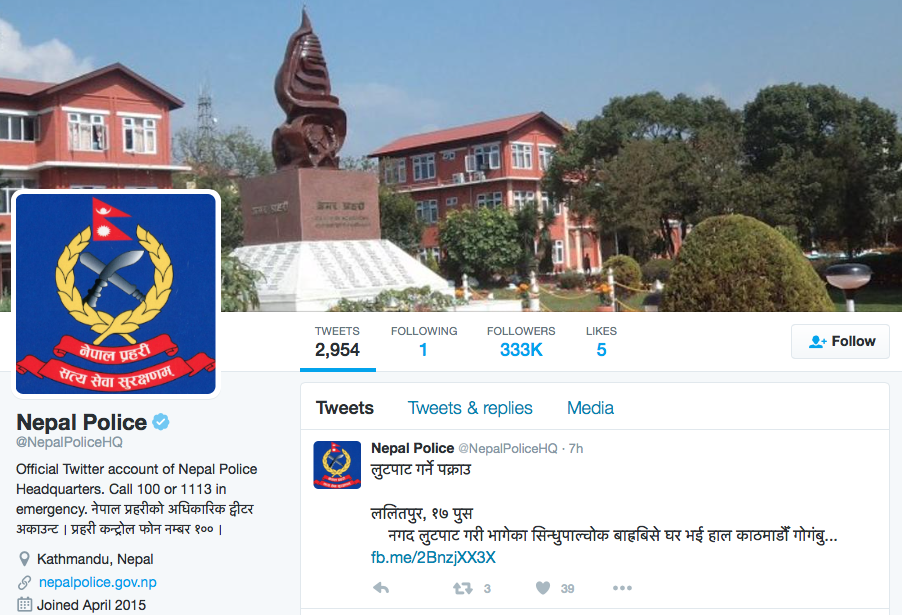 अमर प्रहरी
नेपाल प्रहरी
सत्य सेवा सुरक्षणम्
TWEETS
2,954
FOLLOWING
1
FOLLOWERS
333K
LIKES
5
Follow
Nepal Police
@NepalPoliceHQ
Official Twitter account of Nepal Police
Headquarters. Call 100 or 1113 in
emergency. नेपाल प्रहरीको अधिकारिक ट्वीटर
अकाउन्ट । प्रहरी कन्ट्रोल फोन नम्बर १०० ।
Kathmandu, Nepal
nepalpolice.gov.np
Joined April 2015
Tweets Tweets & replies Media
Nepal Police @NepalPoliceHQ · 7h
लुटपाट गर्ने पक्राउ
ललितपुर, १७ पुस
नगद लुटपाट गरी भागेका सिन्धुपाल्चोक बाह्रबिसे घर भई हाल काठमाडौँ गोगंबु...
fb.me/2BnzjXX3X
3 39